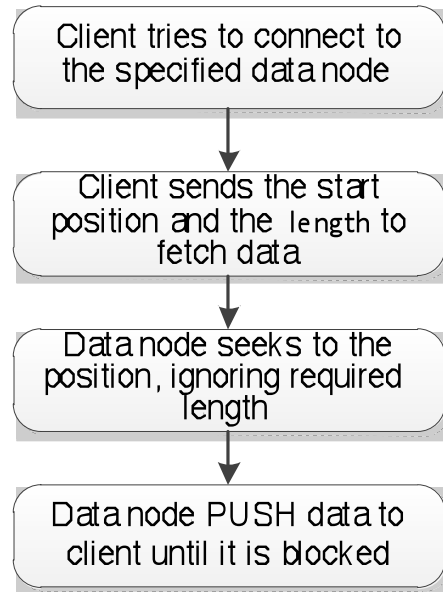 Client tries to connect to
the specified data node
Client sends the start
position and the length to
fetch data
Data node seeks to the
position, ignoring required
length
Data node PUSH data to
client until it is blocked